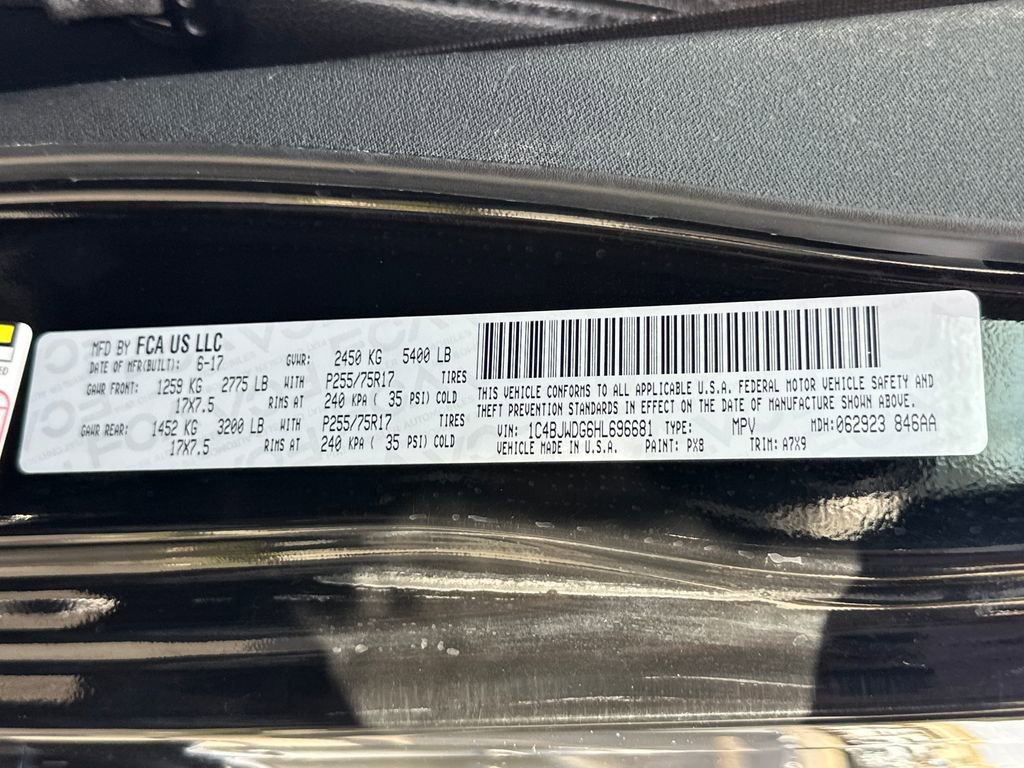 MFD BY FCA US LLC
DATE OF MFR(BUILT): 6-17 GVWR: 2450 KG 5400 LB
GAWR FRONT: 1259 KG 2775 LB WITH P255/75R17 TIRES
17X7.5 RIMS AT 240 KPA ( 35 PSI) COLD
GAWR REAR: 1452 KG 3200 LB WITH P255/75R17 TIRES
17X7.5 RIMS AT 240 KPA ( 35 PSI) COLD
THIS VEHICLE CONFORMS TO ALL APPLICABLE U.S.A. FEDERAL MOTOR VEHICLE SAFETY AND
THEFT PREVENTION STANDARDS IN EFFECT ON THE DATE OF MANUFACTURE SHOWN ABOVE.
VIN: 1C4BJWDG6HL696681 TYPE: MPV MDH: 062923 846AA
VEHICLE MADE IN U.S.A. PAINT: PX8 TRIM: A7X9